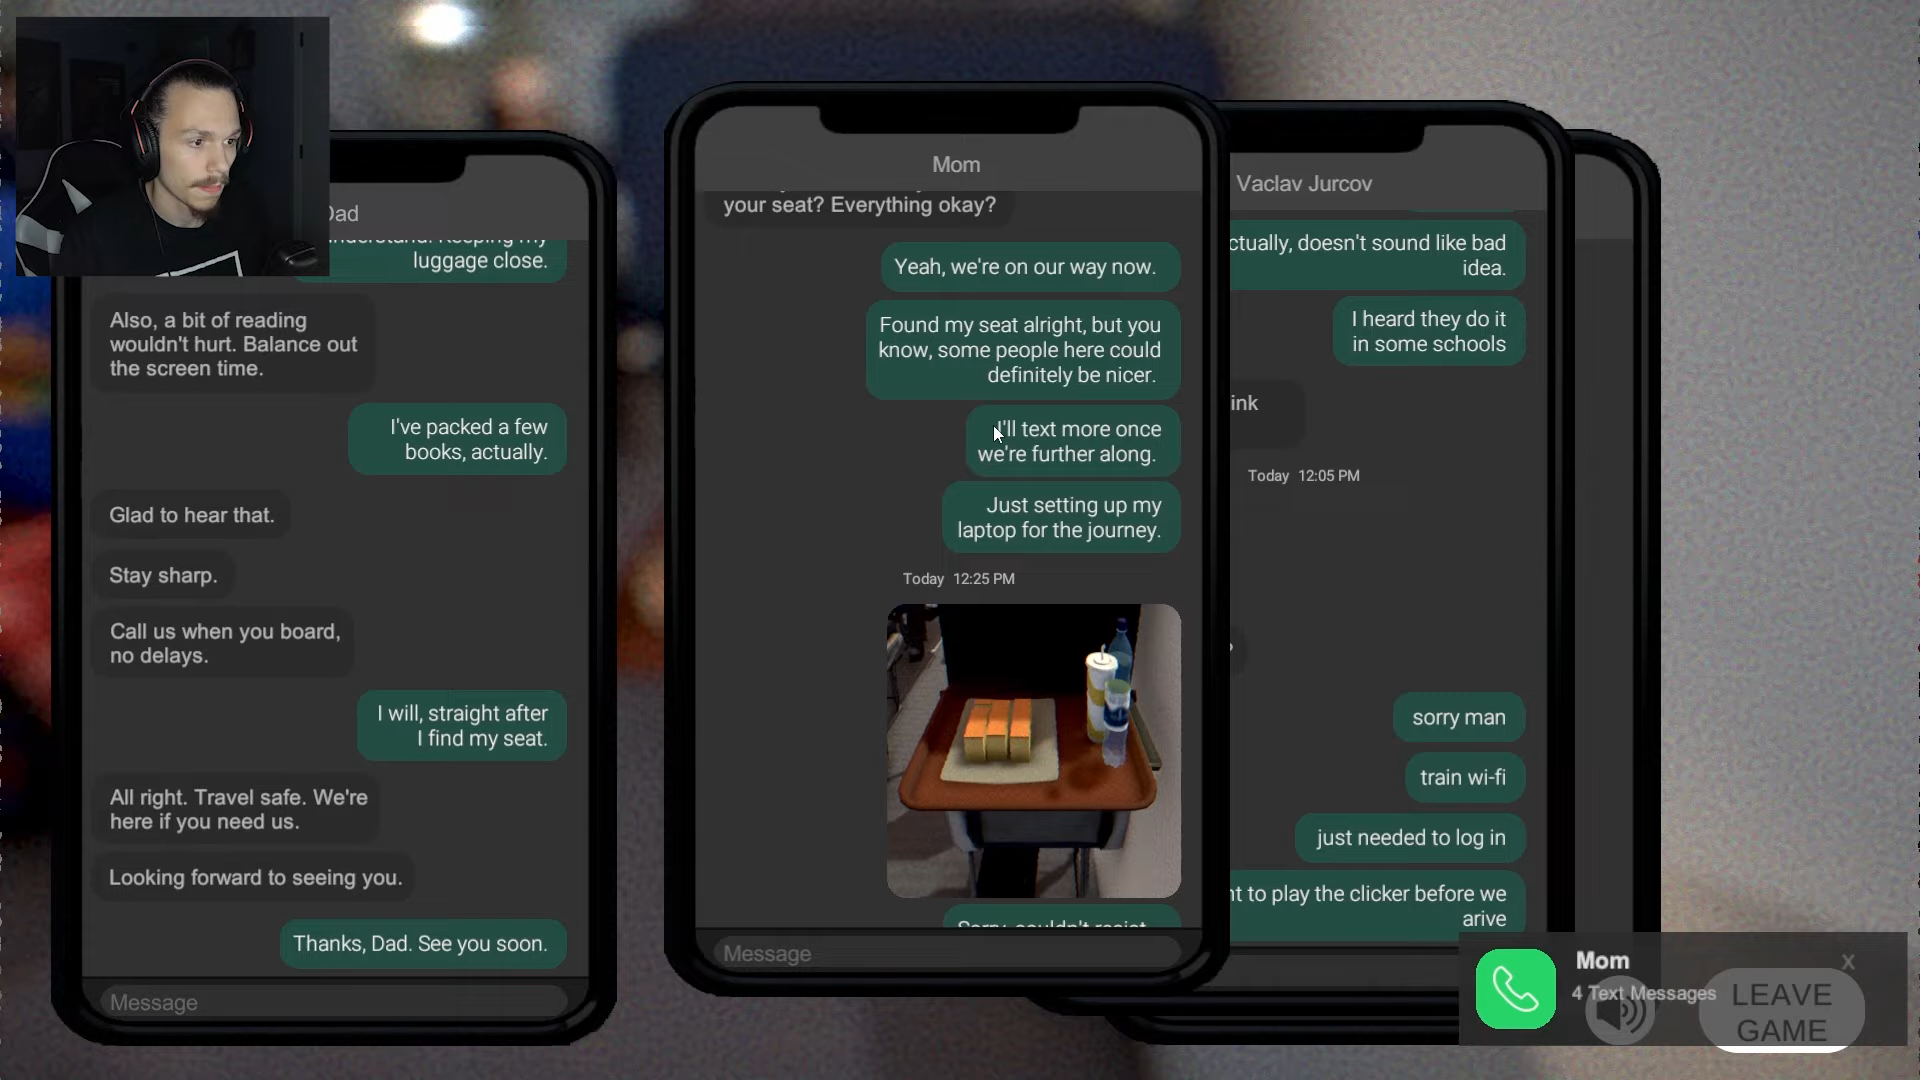 Dad
luggage close.
Also, a bit of reading
wouldn't hurt. Balance out
the screen time.
I've packed a few
books, actually.
Glad to hear that.
Stay sharp.
Call us when you board,
no delays.
I will, straight after
I find my seat.
All right. Travel safe. We're
here if you need us.
Looking forward to seeing you.
Thanks, Dad. See you soon.
Message
Mom
your seat? Everything okay?
Yeah, we're on our way now.
Found my seat alright, but you
know, some people here could
definitely be nicer.
I'll text more once
we're further along.
Just setting up my
laptop for the journey.
Today 12:25 PM
Sorry, couldn't resist
Message
Vaclav Jurcov
ctually, doesn't sound like bad
idea.
I heard they do it
in some schools
ink
Today 12:05 PM
sorry man
train wi-fi
just needed to log in
nt to play the clicker before we
arive
Mom
X
4 Text Messages
LEAVE
GAME